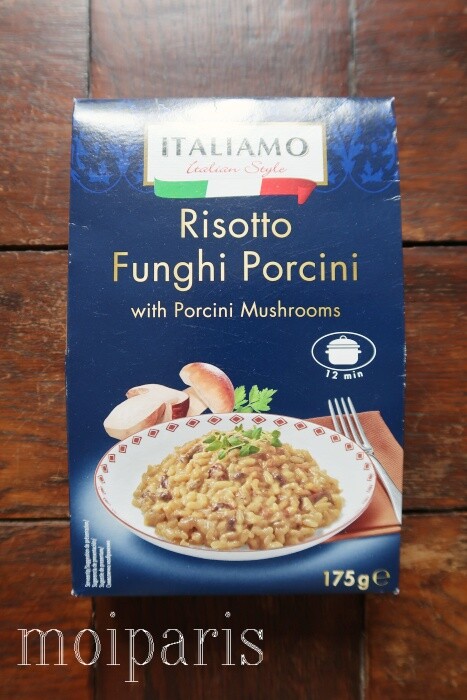 ITALIAMO
Italian Style
Risotto
Funghi Porcini
with Porcini Mushrooms
12 min
175g℮
moiparis